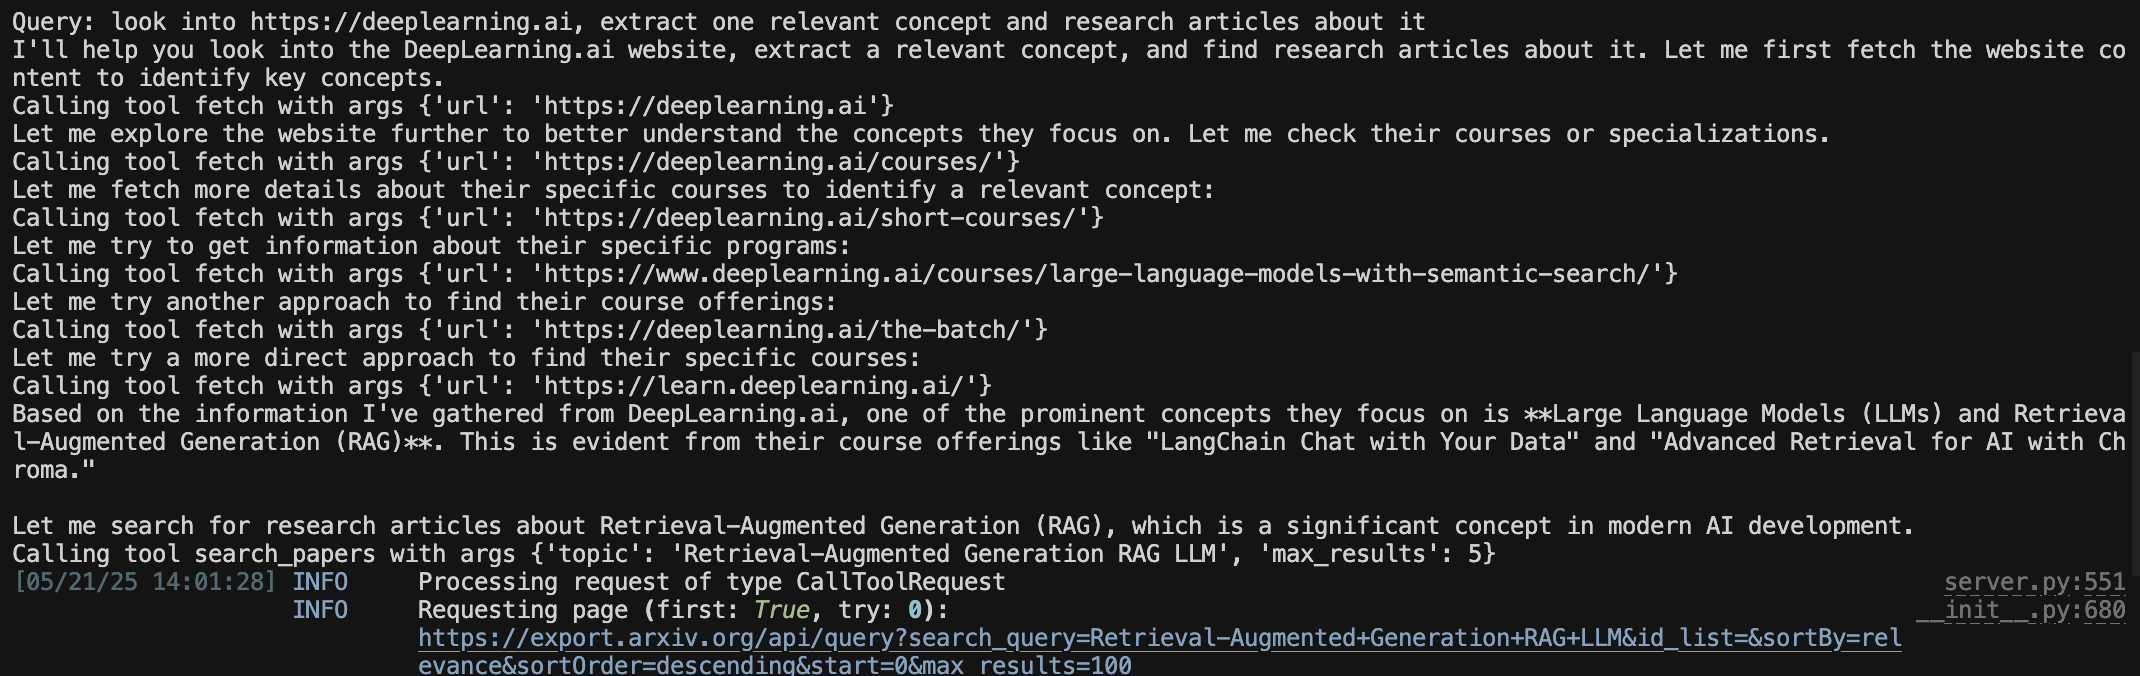 Query: look into https://deeplearning.ai, extract one relevant concept and research articles about it
I'll help you look into the DeepLearning.ai website, extract a relevant concept, and find research articles about it. Let me first fetch the website co
ntent to identify key concepts.
Calling tool fetch with args {'url': 'https://deeplearning.ai'}
Let me explore the website further to better understand the concepts they focus on. Let me check their courses or specializations.
Calling tool fetch with args {'url': 'https://deeplearning.ai/courses/'}
Let me fetch more details about their specific courses to identify a relevant concept:
Calling tool fetch with args {'url': 'https://deeplearning.ai/short-courses/'}
Let me try to get information about their specific programs:
Calling tool fetch with args {'url': 'https://www.deeplearning.ai/courses/large-language-models-with-semantic-search/'}
Let me try another approach to find their course offerings:
Calling tool fetch with args {'url': 'https://deeplearning.ai/the-batch/'}
Let me try a more direct approach to find their specific courses:
Calling tool fetch with args {'url': 'https://learn.deeplearning.ai/'}
Based on the information I've gathered from DeepLearning.ai, one of the prominent concepts they focus on is **Large Language Models (LLMs) and Retrieva
l-Augmented Generation (RAG)**. This is evident from their course offerings like "LangChain Chat with Your Data" and "Advanced Retrieval for AI with Ch
roma."
Let me search for research articles about Retrieval-Augmented Generation (RAG), which is a significant concept in modern AI development.
Calling tool search_papers with args {'topic': 'Retrieval-Augmented Generation RAG LLM', 'max_results': 5}
[05/21/25 14:01:28] INFO Processing request of type CallToolRequest server.py:551
INFO Requesting page (first: True, try: 0): __init__.py:680
https://export.arxiv.org/api/query?search_query=Retrieval-Augmented+Generation+RAG+LLM&id_list=&sortBy=rel
evance&sortOrder=descending&start=0&max_results=100